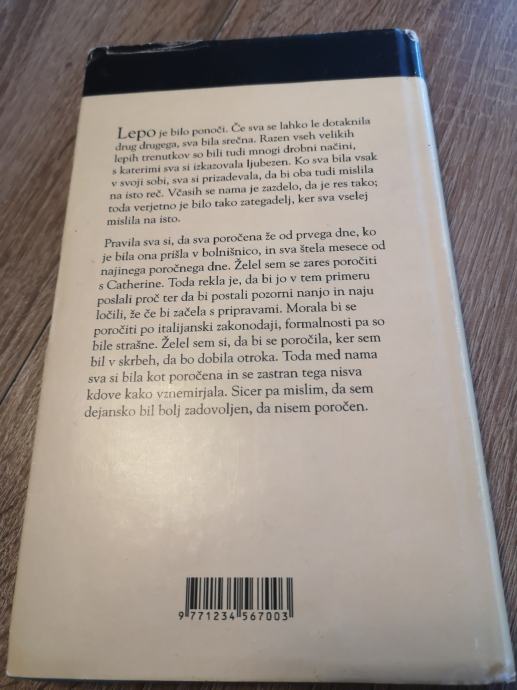 Lepo je bilo ponoči. Če sva se lahko le dotaknila
drug drugega, sva bila srečna. Razen vseh velikih
lepih trenutkov so bili tudi mnogi drobni načini,
s katerimi sva si izkazovala ljubezen. Ko sva bila vsak
v svoji sobi, sva si prizadevala, da bi oba tudi mislila
na isto reč. Včasih se nama je zazdelo, da je res tako;
toda verjetno je bilo tako zategadelj, ker sva vselej
mislila na isto.
Pravila sva si, da sva poročena že od prvega dne, ko
je bila ona prišla v bolnišnico, in sva štela mesece od
najinega poročnega dne. Želel sem se zares poročiti
s Catherine. Toda rekla je, da bi jo v tem primeru
poslali proč ter da bi postali pozorni nanjo in naju
ločili, že če bi začela s pripravami. Morala bi se
poročiti po italijanski zakonodaji, formalnosti pa so
bile strašne. Želel sem si, da bi se poročila, ker sem
bil v skrbeh, da bo dobila otroka. Toda med nama
sva si bila kot poročena in se zastran tega nisva
kdove kako vznemirjala. Sicer pa mislim, da sem
dejansko bil bolj zadovoljen, da nisem poročen.
9 771234 567003